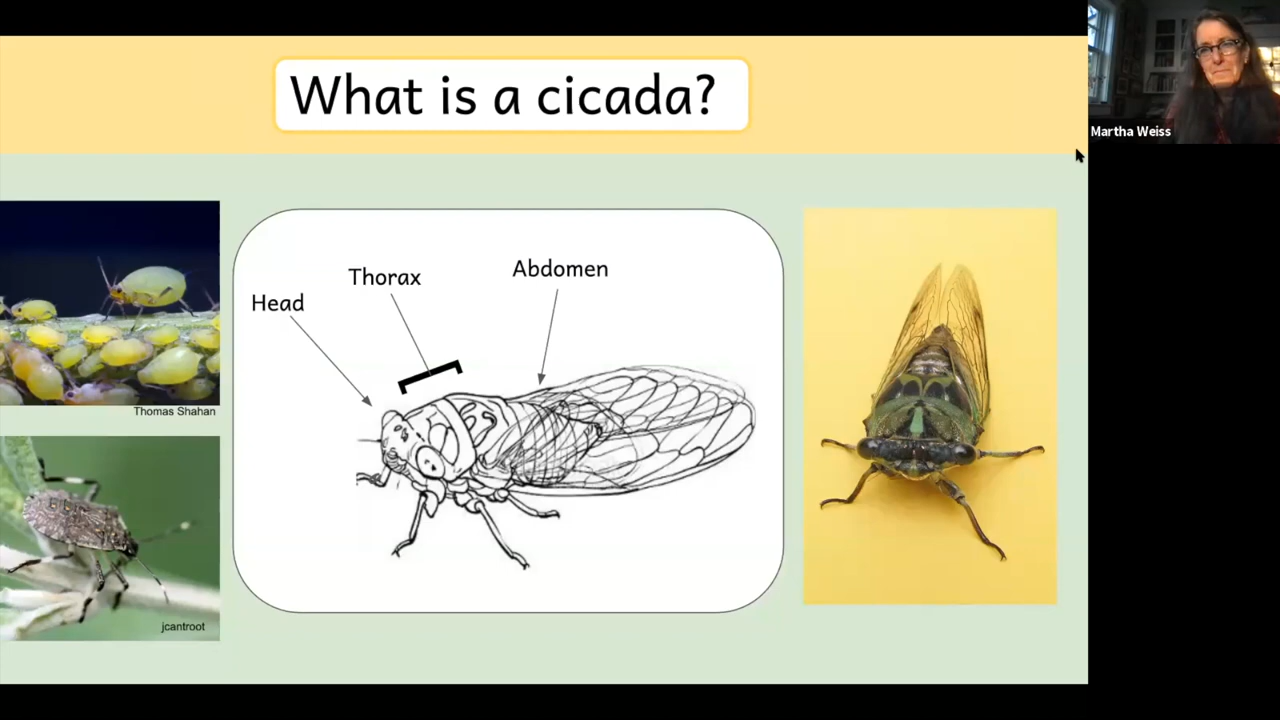 What is a cicada?
Martha Weiss
Head
Thorax
Abdomen
Thomas Shahan
jcantroot